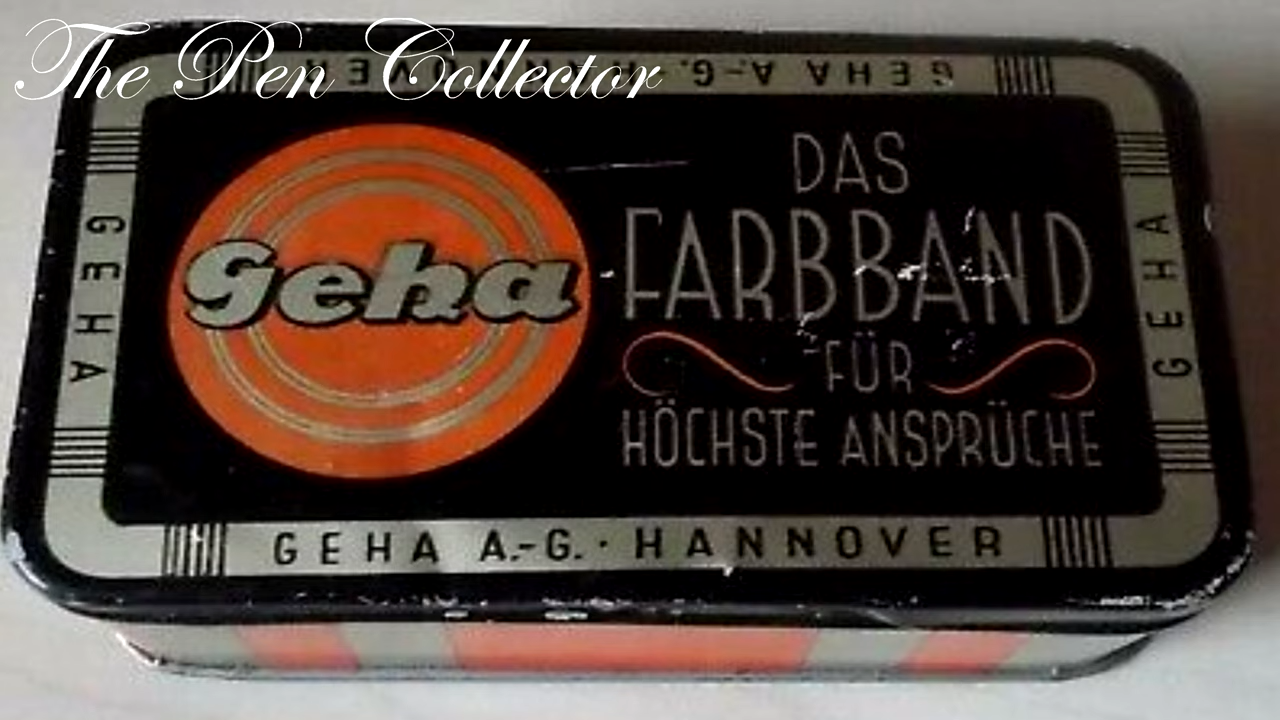 The Pen Collector
GEHA A.-G. · HANNOVER
GEHA
Geha
DAS
FARBBAND
FÜR
HÖCHSTE ANSPRÜCHE
GEHA
GEHA A.-G. · HANNOVER